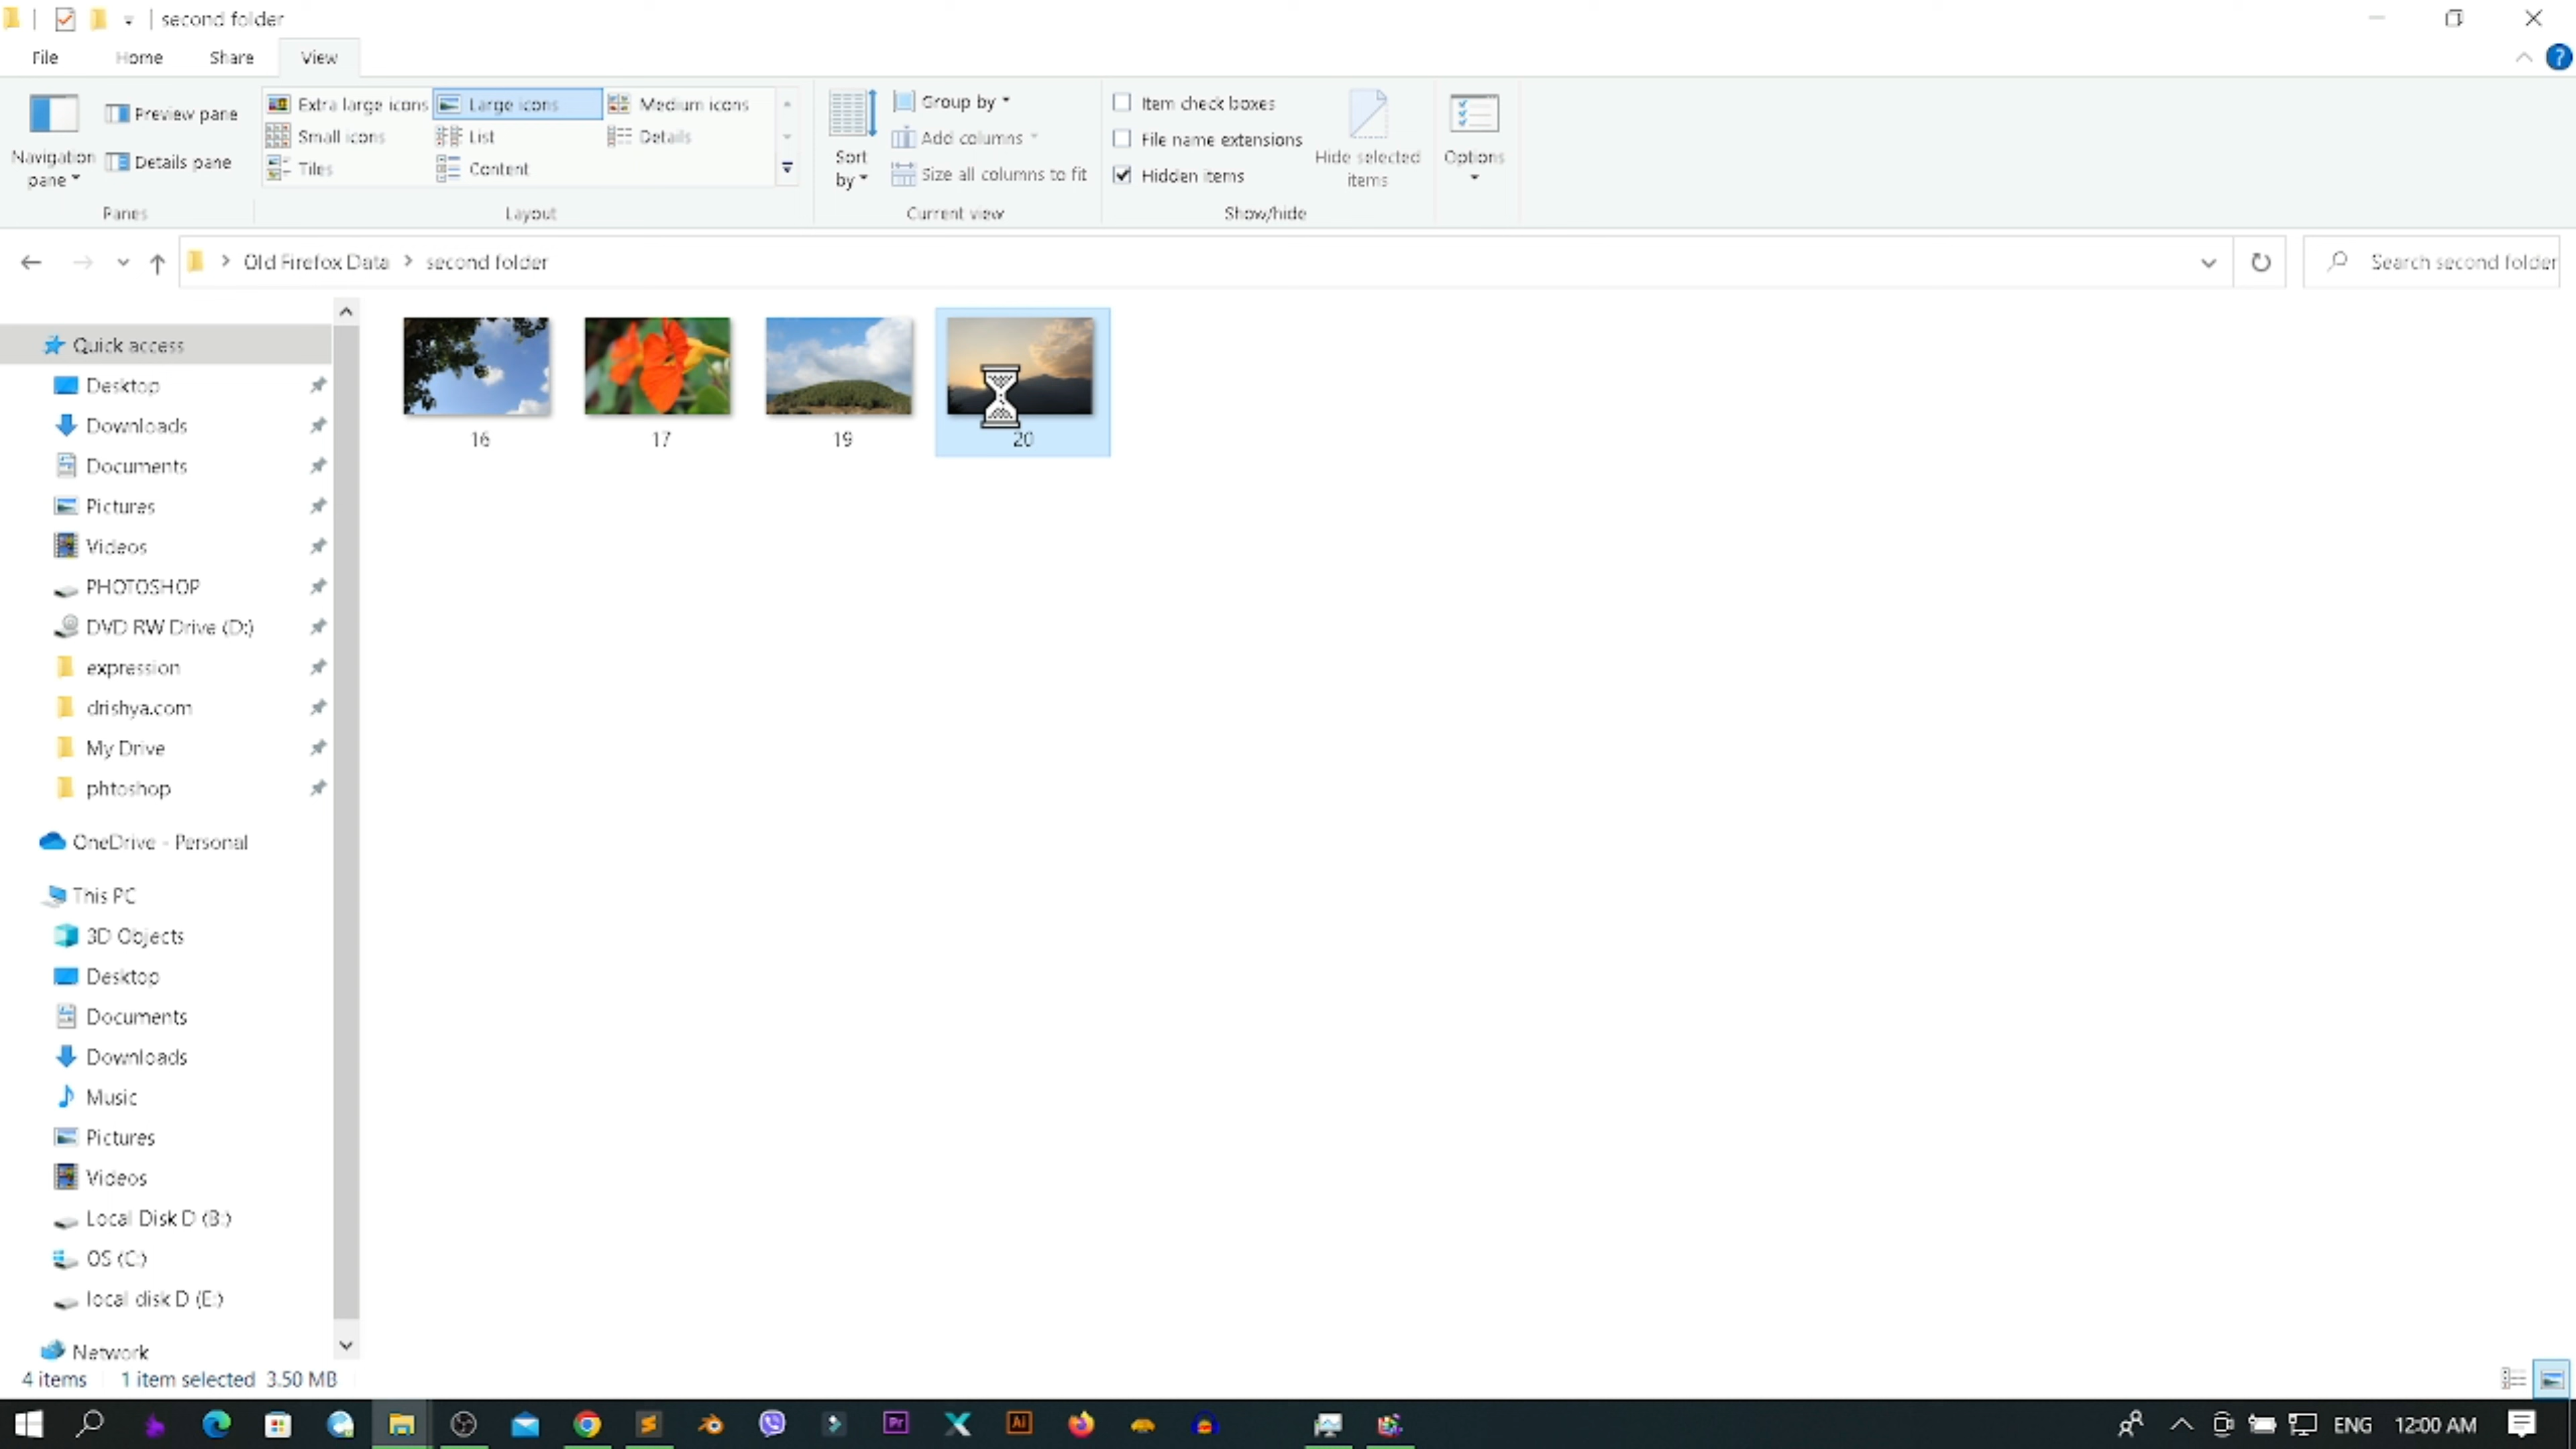 second folder
File Home Share View
Navigation pane
Preview pane
Details pane
Panes
Extra large icons Large icons Medium icons
Small icons List Details
Tiles Content
Layout
Sort by
Group by
Add columns
Size all columns to fit
Current view
Item check boxes
File name extensions
Hidden items
Hide selected items
Show/hide
Options
Old Firefox Data > second folder
Search second folder
Quick access
Desktop
Downloads
Documents
Pictures
Videos
PHOTOSHOP
DVD RW Drive (D:)
expression
drishya.com
My Drive
phtoshop
OneDrive - Personal
This PC
3D Objects
Desktop
Documents
Downloads
Music
Pictures
Videos
Local Disk D (B:)
OS (C:)
local disk D (E:)
Network
16 17 19 20
4 items 1 item selected 3.50 MB
Pr Ai ENG 12:00 AM